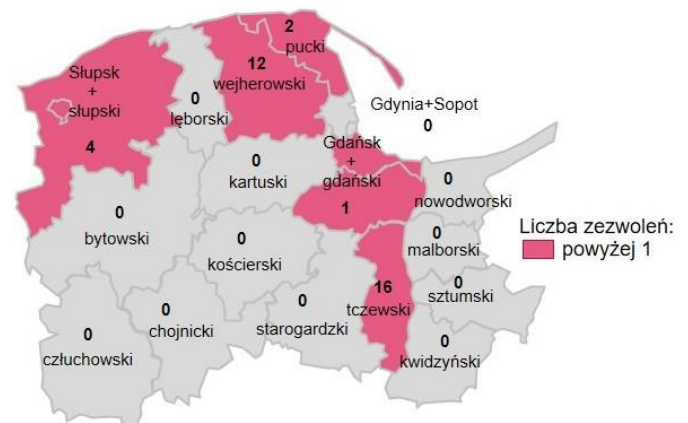 2
pucki
12
wejherowski
Słupsk
+
słupski
4
0
lęborski
Gdynia+Sopot
0
Gdańsk
+
gdański
1
0
kartuski
0
nowodworski
0
bytowski
0
kościerski
0
malborski
Liczba zezwoleń:
powyżej 1
16
tczewski
0
sztumski
0
człuchowski
0
chojnicki
0
starogardzki
0
kwidzyński